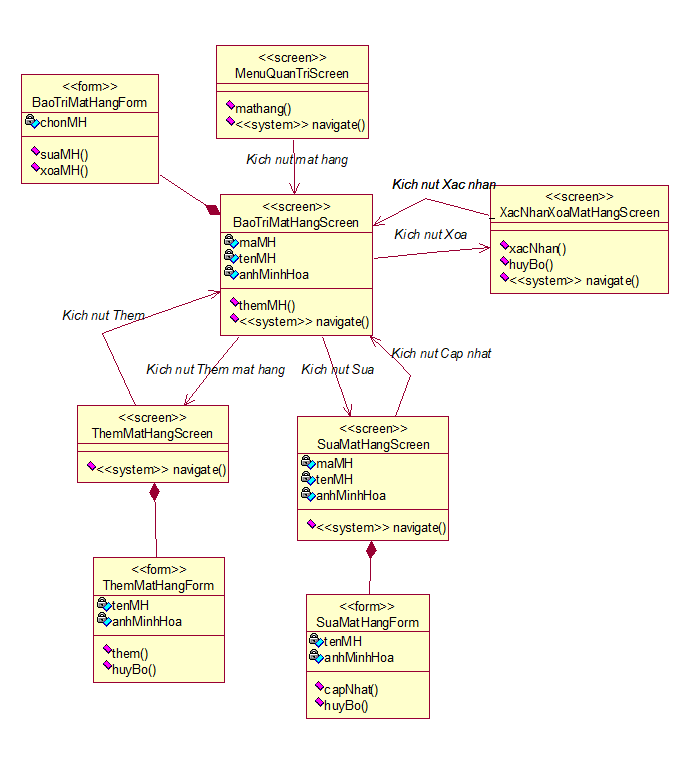 <<screen>>
MenuQuanTriScreen
mathang()
<<system>> navigate()
<<form>>
BaoTriMatHangForm
chonMH
suaMH()
xoaMH()
Kich nut mat hang
<<screen>>
BaoTriMatHangScreen
maMH
tenMH
anhMinhHoa
themMH()
<<system>> navigate()
Kich nut Xac nhan
<<screen>>
XacNhanXoaMatHangScreen
xacNhan()
huyBo()
<<system>> navigate()
Kich nut Xoa
Kich nut Them
Kich nut Them mat hang
Kich nut Sua
Kich nut Cap nhat
<<screen>>
ThemMatHangScreen
<<system>> navigate()
<<screen>>
SuaMatHangScreen
maMH
tenMH
anhMinhHoa
<<system>> navigate()
<<form>>
ThemMatHangForm
tenMH
anhMinhHoa
them()
huyBo()
<<form>>
SuaMatHangForm
tenMH
anhMinhHoa
capNhat()
huyBo()